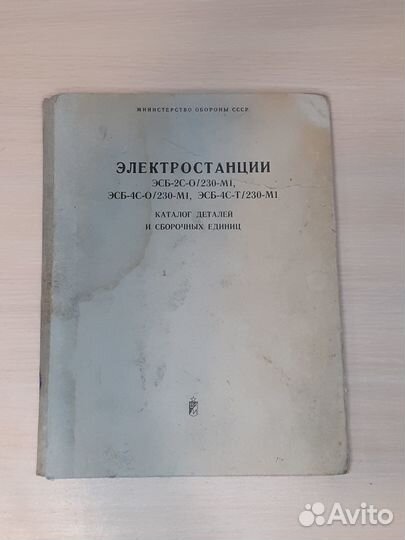 МИНИСТЕРСТВО ОБОРОНЫ СССР
ЭЛЕКТРОСТАНЦИИ
ЭСБ-2С-О/230-М1,
ЭСБ-4С-О/230-М1, ЭСБ-4С-Т/230-М1
КАТАЛОГ ДЕТАЛЕЙ
И СБОРОЧНЫХ ЕДИНИЦ
Avito